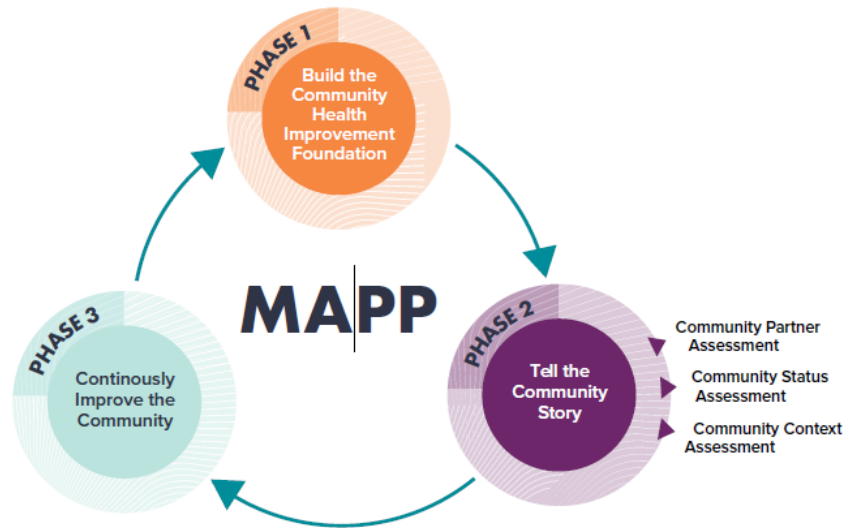 PHASE 1
Build the
Community
Health
Improvement
Foundation
MAPP
PHASE 2
Tell the
Community
Story
Community Partner
Assessment
Community Status
Assessment
Community Context
Assessment
PHASE 3
Continously
Improve the
Community